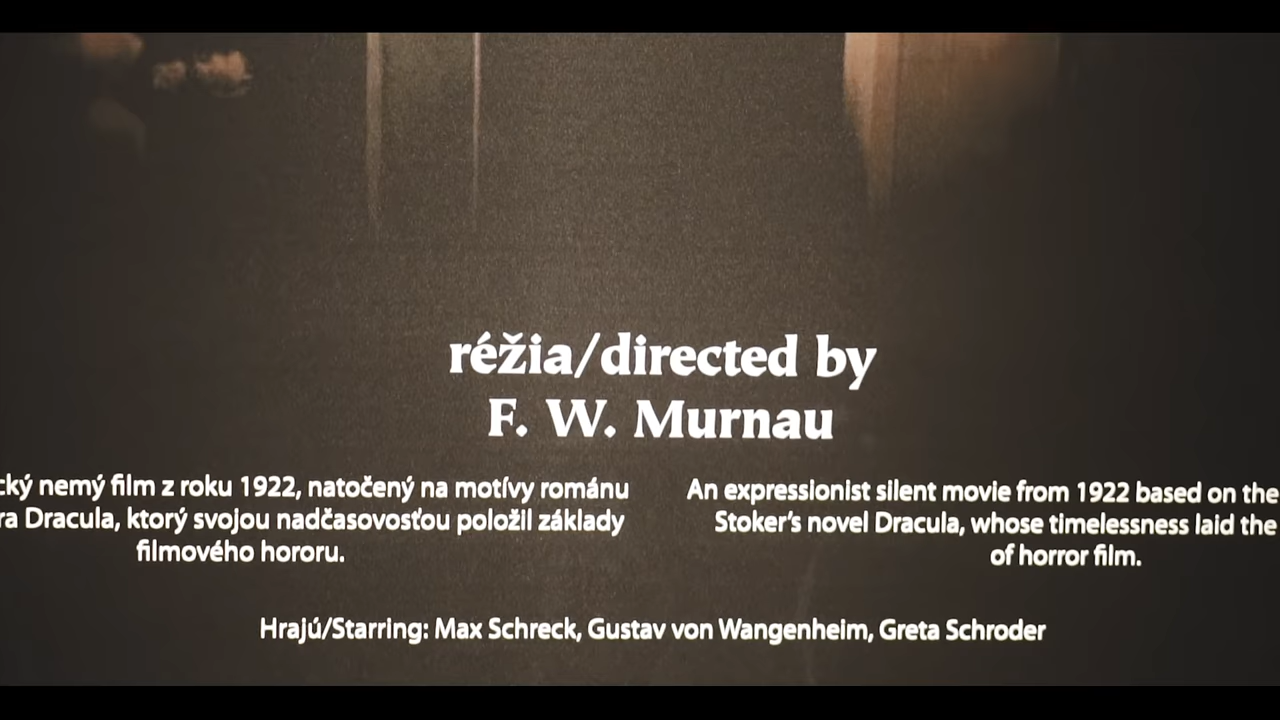 réžia/directed by
F. W. Murnau
cký nemý film z roku 1922, natočený na motívy románu
ra Dracula, ktorý svojou nadčasovosťou položil základy
filmového hororu.
An expressionist silent movie from 1922 based on the
Stoker's novel Dracula, whose timelessness laid the
of horror film.
Hrajú/Starring: Max Schreck, Gustav von Wangenheim, Greta Schroder